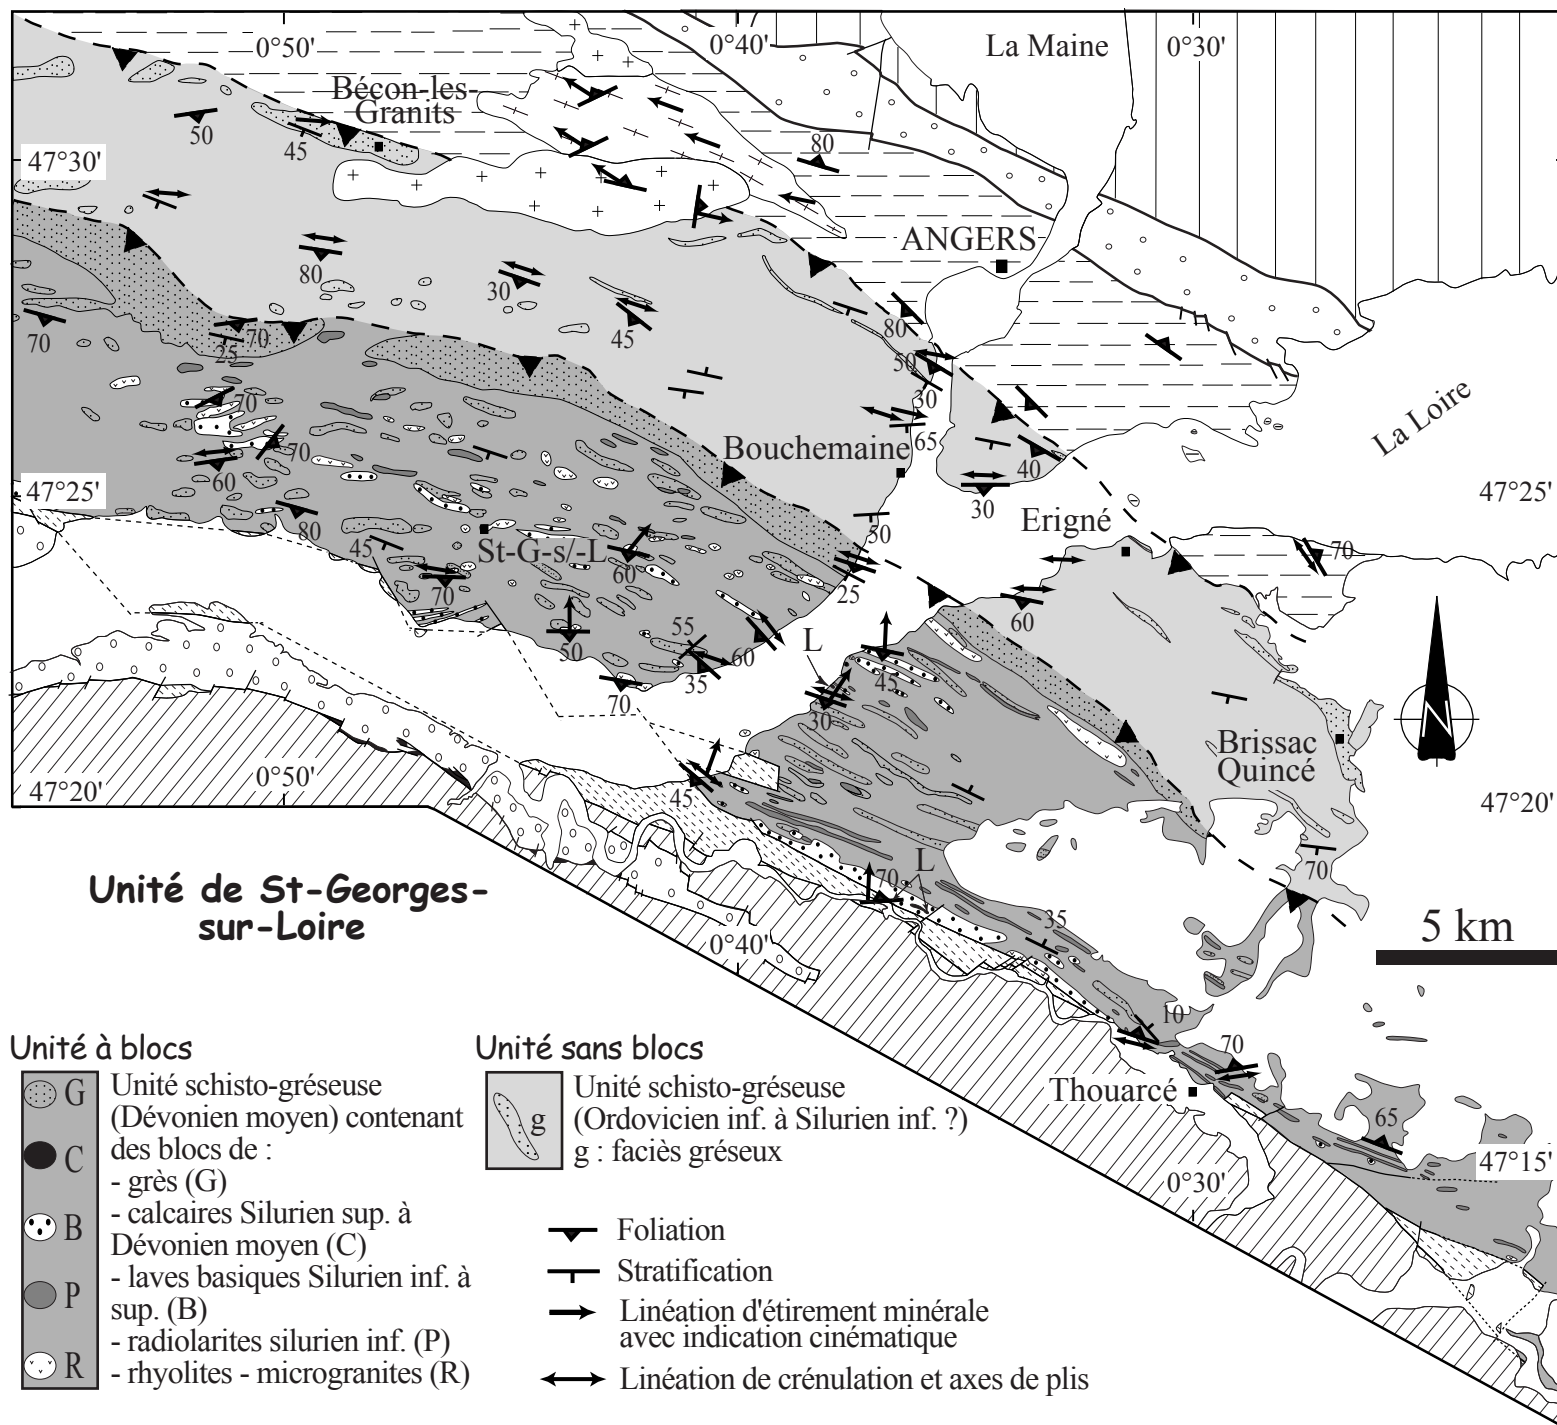 0°50'
0°40'
La Maine
0°30'
Bécon-les-
Granits
50
45
80
47°30'
ANGERS
80
30
45
80
70
70
25
50
30
La Loire
70
65
Bouchemaine
70
40
60
47°25'
47°25'
30
Erigné
80
50
45
St-G-s/-L
60
70
25
70
60
50
55
60
L
45
35
70
30
Brissac
Quincé
45
0°50'
47°20'
47°20'
70
L
70
Unité de St-Georges-
sur-Loire
35
5 km
0°40'
10
70
Thouarcé
65
47°15'
0°30'
Unité à blocs
G
C
B
P
R
Unité schisto-gréseuse
(Dévonien moyen) contenant
des blocs de :
- grès (G)
- calcaires Silurien sup. à
Dévonien moyen (C)
- laves basiques Silurien inf. à
sup. (B)
- radiolarites silurien inf. (P)
- rhyolites - microgranites (R)
Unité sans blocs
g
Unité schisto-gréseuse
(Ordovicien inf. à Silurien inf. ?)
g : faciès gréseux
Foliation
Stratification
Linéation d'étirement minérale
avec indication cinématique
Linéation de crénulation et axes de plis
N